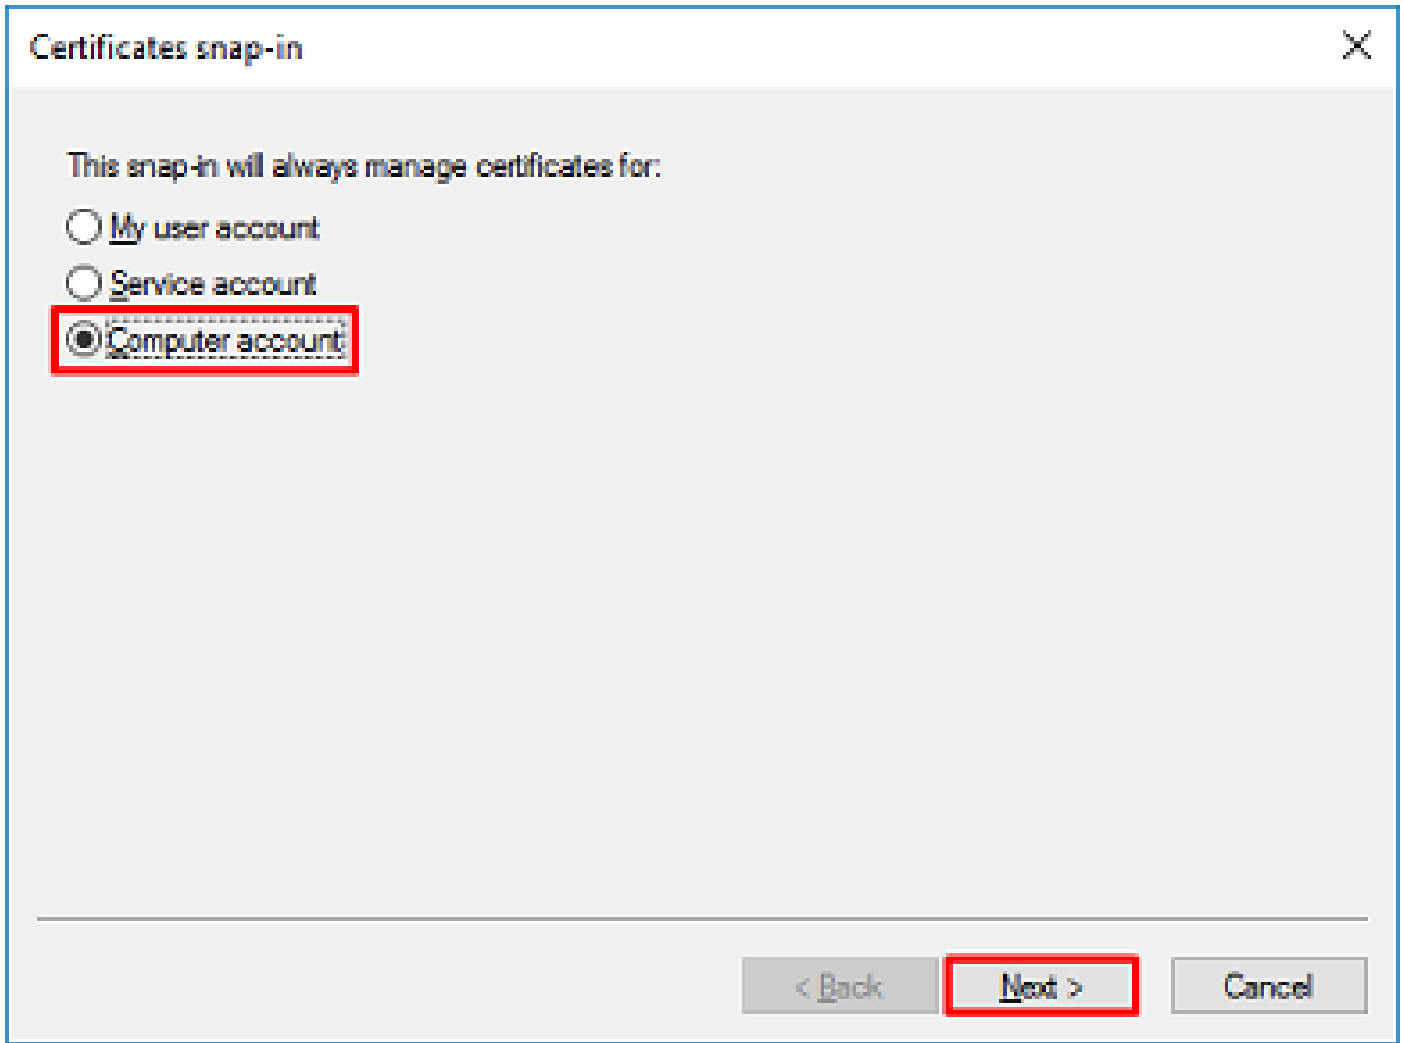 Certificates snap-in
This snap-in will always manage certificates for:
My user account
Service account
Computer account
< Back
Next >
Cancel